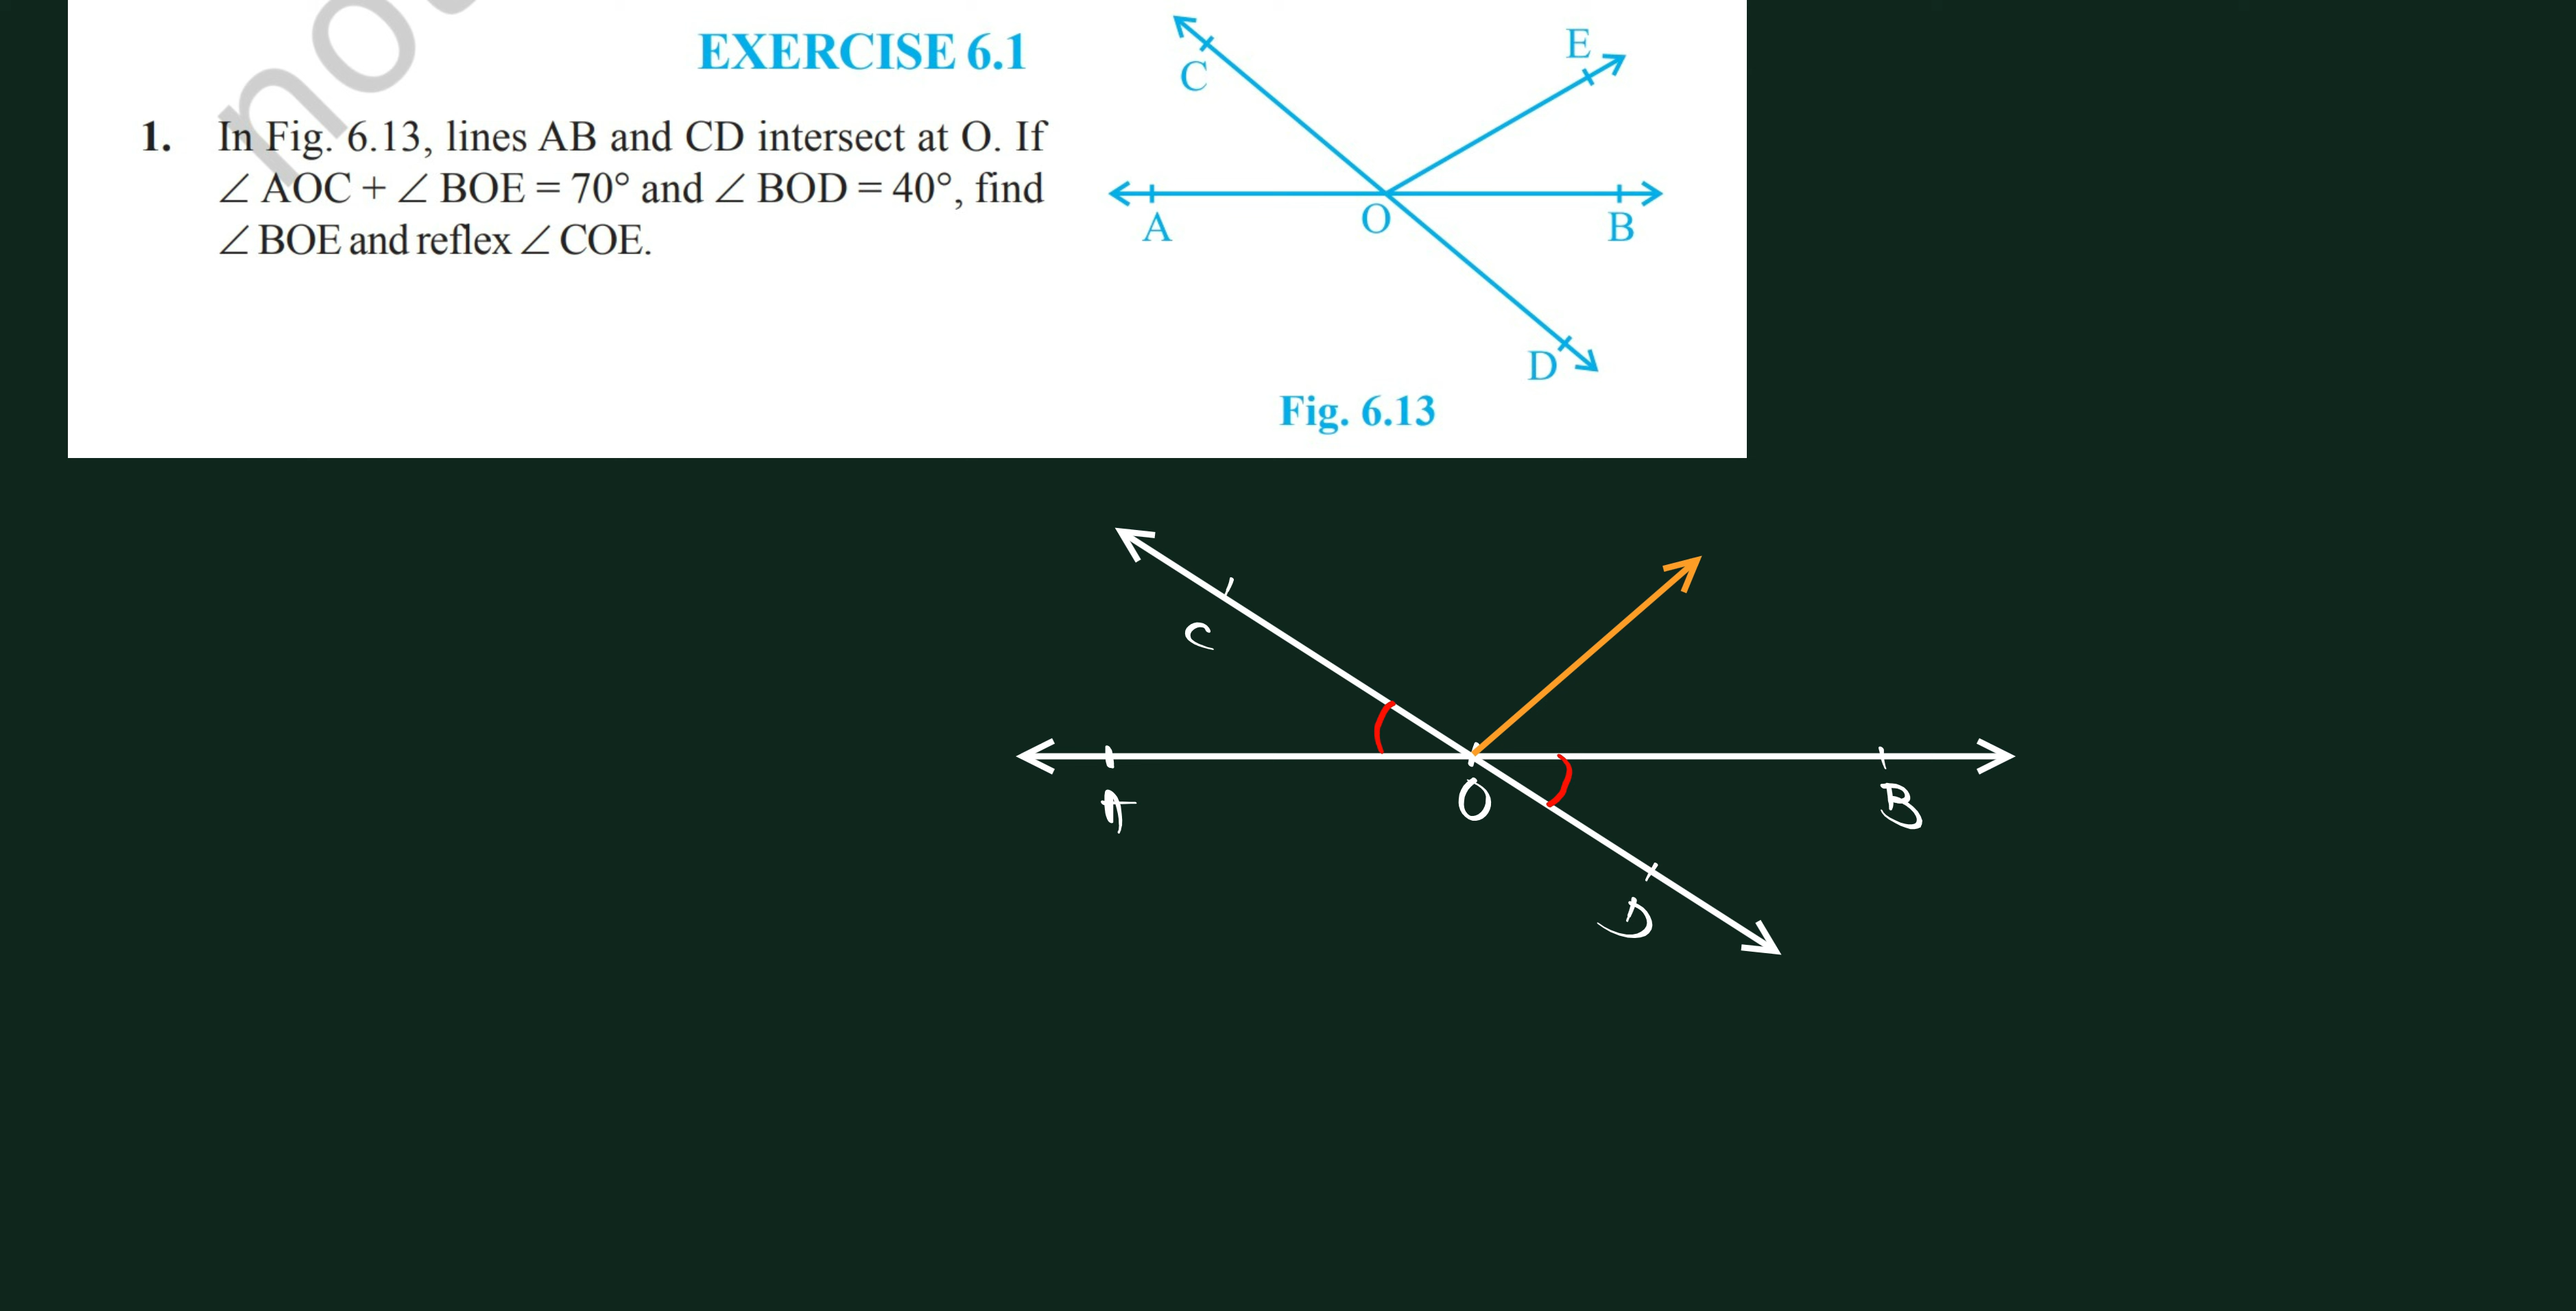 not
EXERCISE 6.1
1. In Fig. 6.13, lines AB and CD intersect at O. If
∠ AOC + ∠ BOE = 70° and ∠ BOD = 40°, find
∠ BOE and reflex ∠ COE.
C
E
A
O
B
D
Fig. 6.13
C
A
O
B
D